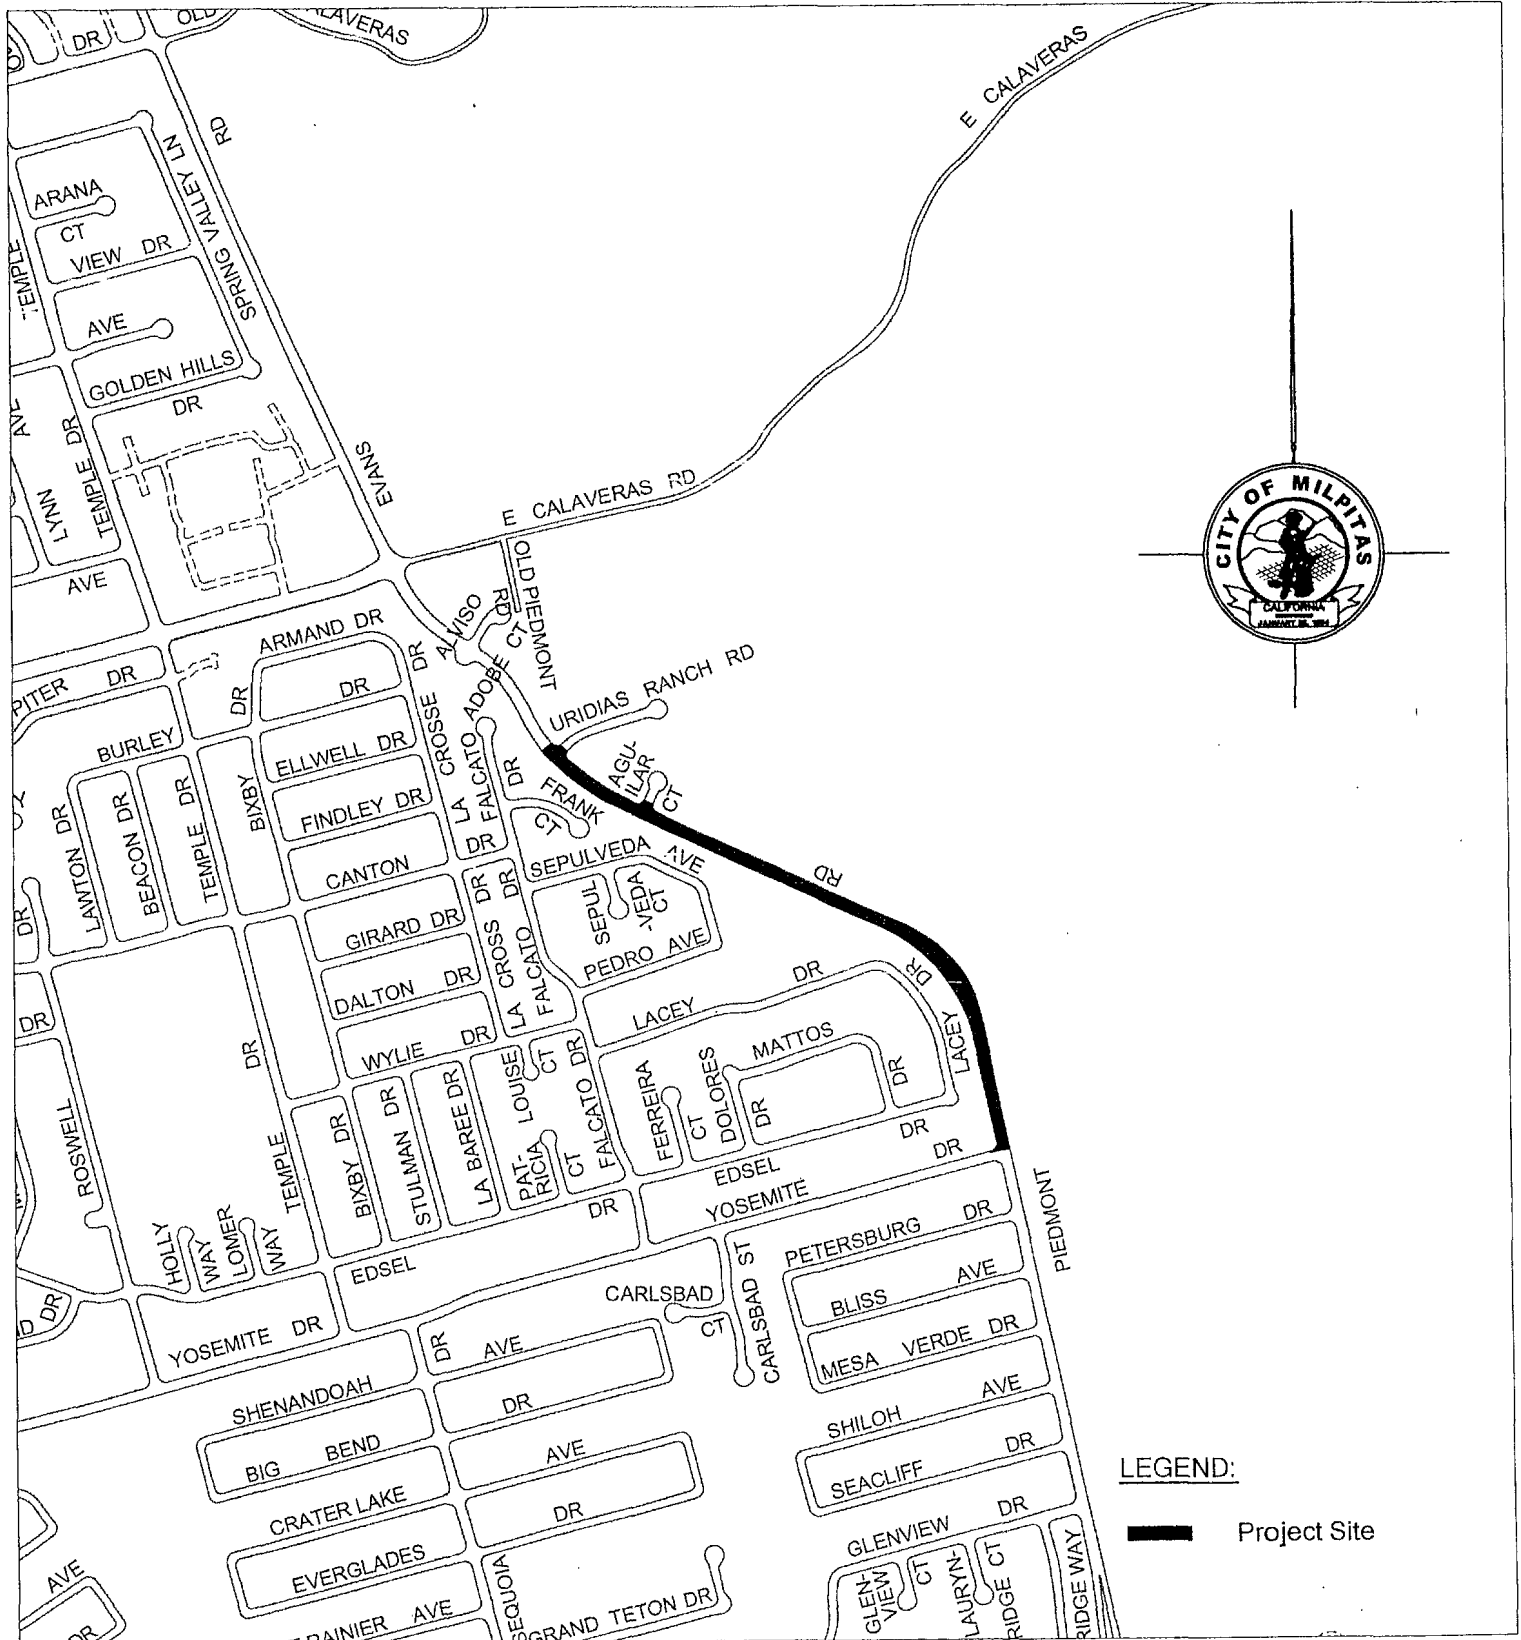 DR
OLD
CALAVERAS
E CALAVERAS
RD
SPRING VALLEY LN
ARANA
CT
VIEW DR
TEMPLE
AVE
GOLDEN HILLS
DR
AVE
LYNN
TEMPLE DR
EVANS
E CALAVERAS RD
AVE
OLD PIEDMONT
RD
ALVISO
ADOBE CT
CITY OF MILPITAS
CALIFORNIA
JANUARY 26, 1954
ARMAND DR
DR
DR
DR
PITER DR
URIDIAS RANCH RD
BURLEY
ELLWELL DR
LA CROSSE
FALCATO
DR
AGU-
ILAR
CT
FRANK
CT
LAWTON DR
BEACON DR
TEMPLE DR
BIXBY
FINDLEY DR
DR
CANTON
SEPULVEDA AVE
RD
DR
GIRARD DR
LA CROSS DR
FALCATO DR
SEPUL
-VEDA
CT
PEDRO AVE
DR
DALTON DR
LACEY DR
DR
LACEY
DR
WYLIE DR
LOUISE
CT
FALCATO DR
MATTOS
DR
FERREIRA
CT
DOLORES
DR
ROSWELL
TEMPLE
BIXBY DR
STULMAN DR
LA BAREE DR
PAT-
RICIA
CT
DR
EDSEL
DR
YOSEMITE
DR
PIEDMONT
HOLLY
WAY
LOMER
WAY
EDSEL
PETERSBURG DR
CARLSBAD
CT
CARLSBAD ST
BLISS AVE
DR
YOSEMITE DR
DR
AVE
MESA VERDE DR
SHENANDOAH
DR
SHILOH AVE
BIG BEND
AVE
SEACLIFF DR
CRATER LAKE
DR
GLENVIEW DR
EVERGLADES
SEQUOIA
GLEN-
VIEW
CT
LAURYN-
RIDGE CT
RIDGE WAY
AVE
DR
RAINIER AVE
GRAND TETON DR
LEGEND:
Project Site